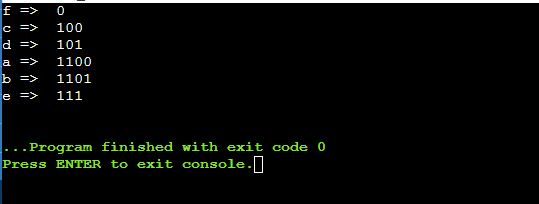 f =>  0
c =>  100
d =>  101
a =>  1100
b =>  1101
e =>  111
...Program finished with exit code 0
Press ENTER to exit console.